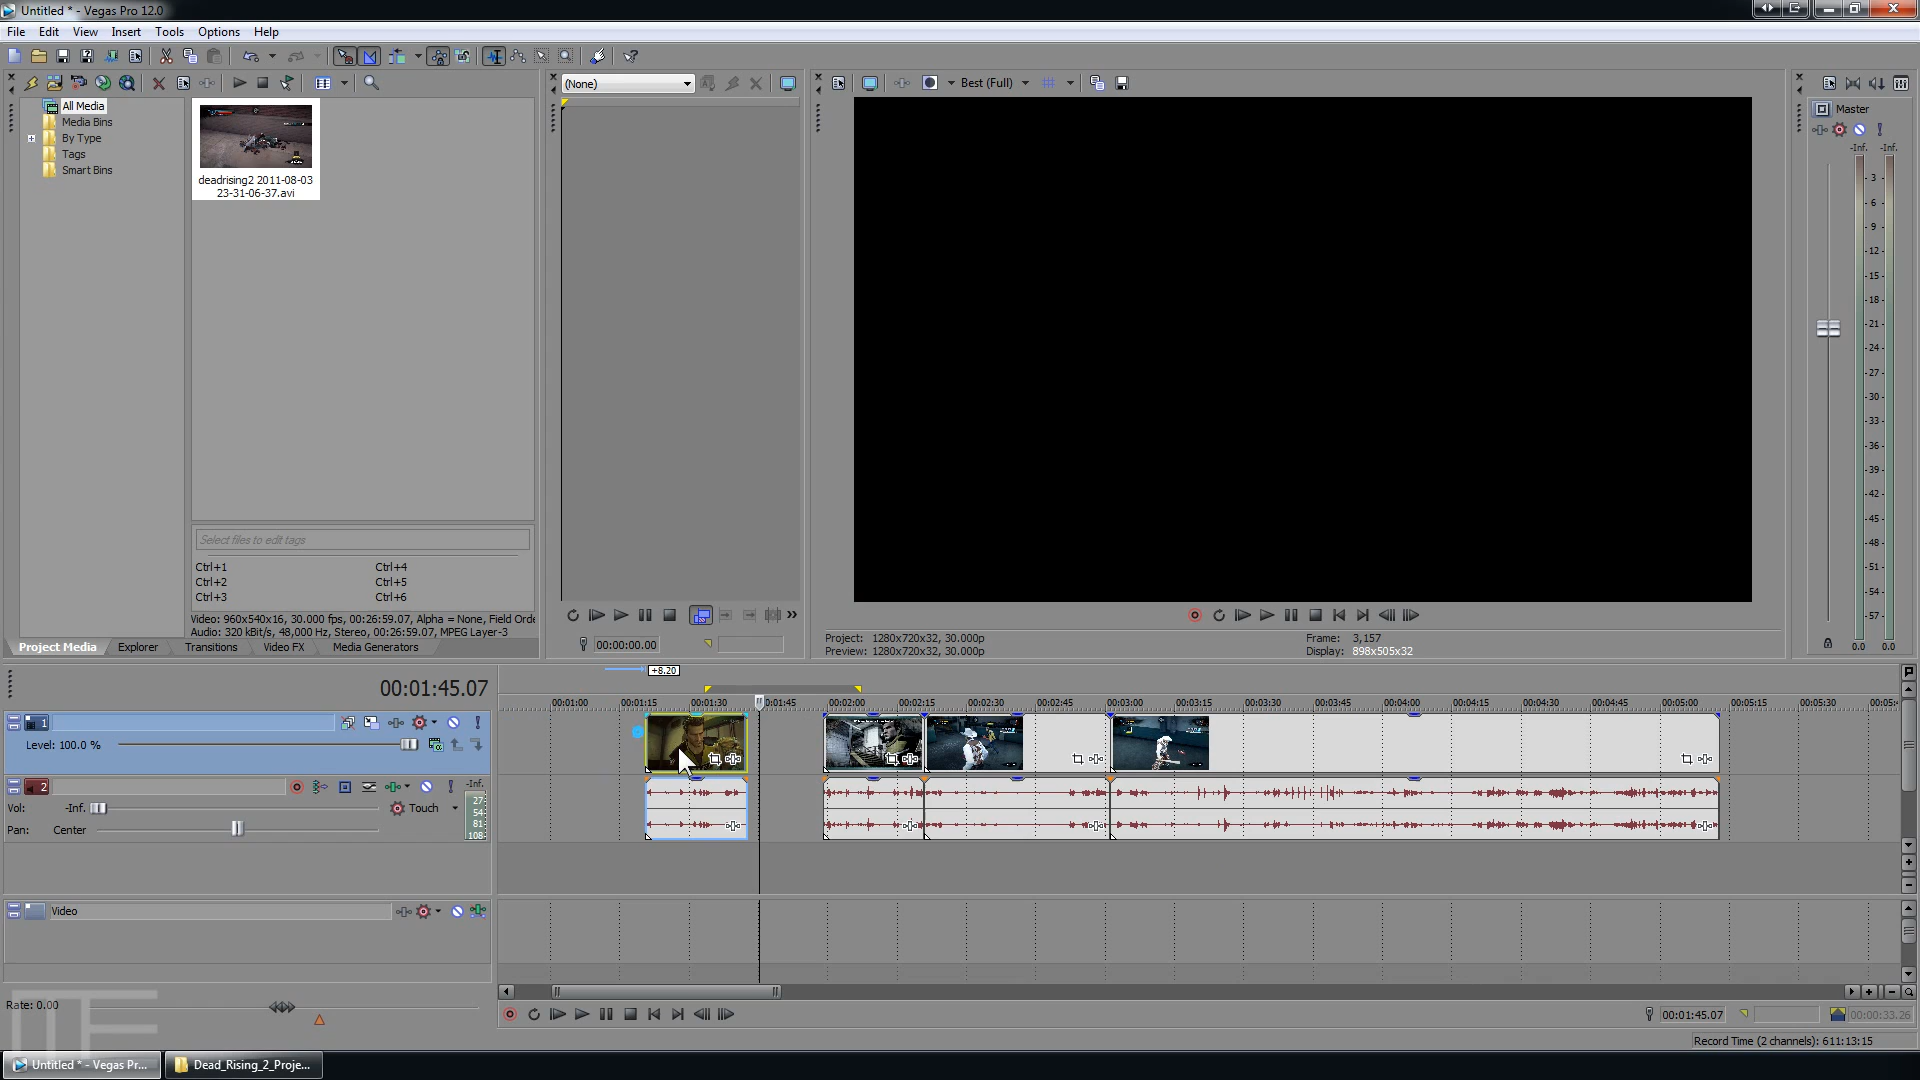 Untitled * - Vegas Pro 12.0
File Edit View Insert Tools Options Help
(None)
Best (Full)
All Media
Media Bins
By Type
Tags
Smart Bins
deadrising2 2011-08-03
23-31-06-37.avi
Master
-Inf. -Inf.
3
6
9
12
15
18
21
24
27
30
33
36
39
42
45
48
51
54
57
0.0 0.0
Select files to edit tags
Ctrl+1 Ctrl+4
Ctrl+2 Ctrl+5
Ctrl+3 Ctrl+6
Video: 960x540x16, 30.000 fps, 00:26:59.07, Alpha = None, Field Orde
Audio: 320 kBit/s, 48,000 Hz, Stereo, 00:26:59.07, MPEG Layer-3
Project Media Explorer Transitions Video FX Media Generators
00:00:00.00
Project: 1280x720x32, 30.000p
Preview: 1280x720x32, 30.000p
Frame: 3,157
Display: 898x505x32
+8.20
00:01:45.07
00:01:00 00:01:15 00:01:30 0:01:45 00:02:00 00:02:15 00:02:30 00:02:45 00:03:00 00:03:15 00:03:30 00:03:45 00:04:00 00:04:15 00:04:30 00:04:45 00:05:00 00:05:15 00:05:30 00:05:4
1
Level: 100.0 %
2
-Inf.
Vol: -Inf. Touch
Pan: Center
27
54
81
108
Video
Rate: 0.00
00:01:45.07
00:00:33.26
Record Time (2 channels): 611:13:15
Untitled * - Vegas Pr...
Dead_Rising_2_Proje...